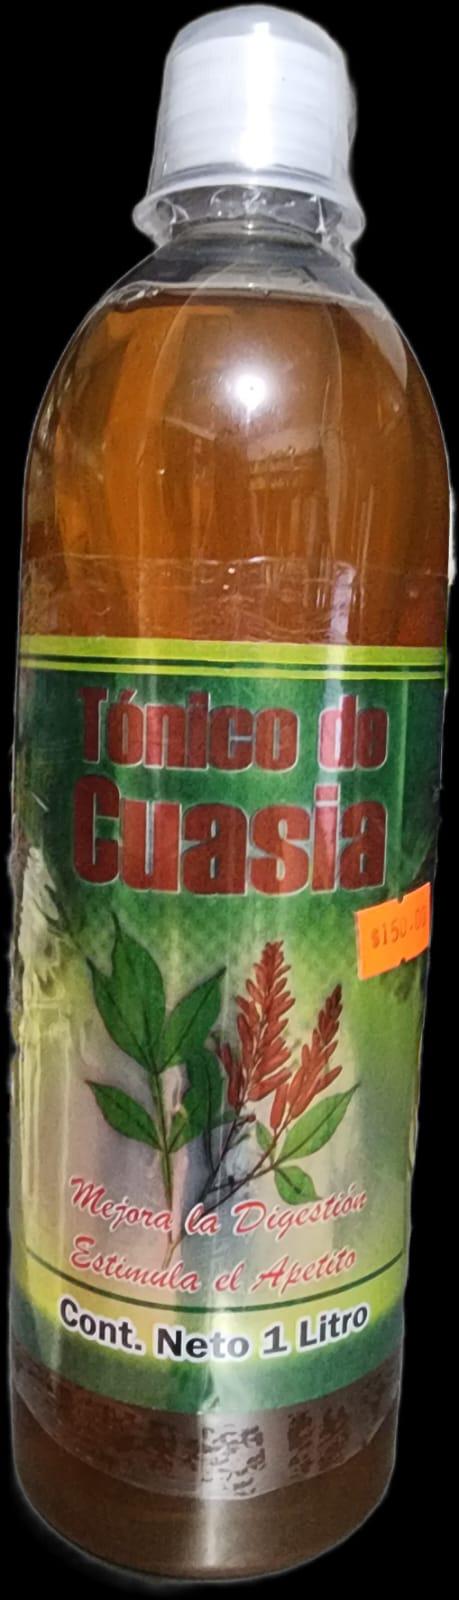 Tónico de
Cuasia
$150.00
Mejora la Digestión
Estimula el Apetito
Cont. Neto 1 Litro